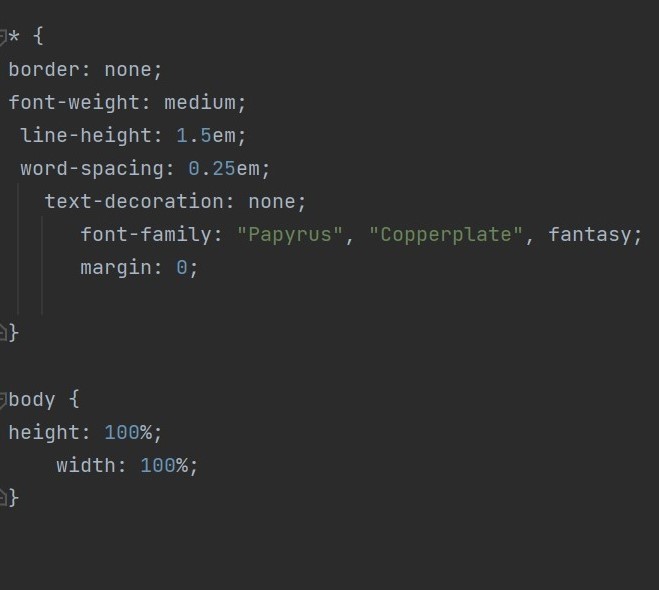 * {
border: none;
font-weight: medium;
 line-height: 1.5em;
 word-spacing: 0.25em;
   text-decoration: none;
      font-family: "Papyrus", "Copperplate", fantasy;
      margin: 0;

}

body {
height: 100%;
    width: 100%;
}